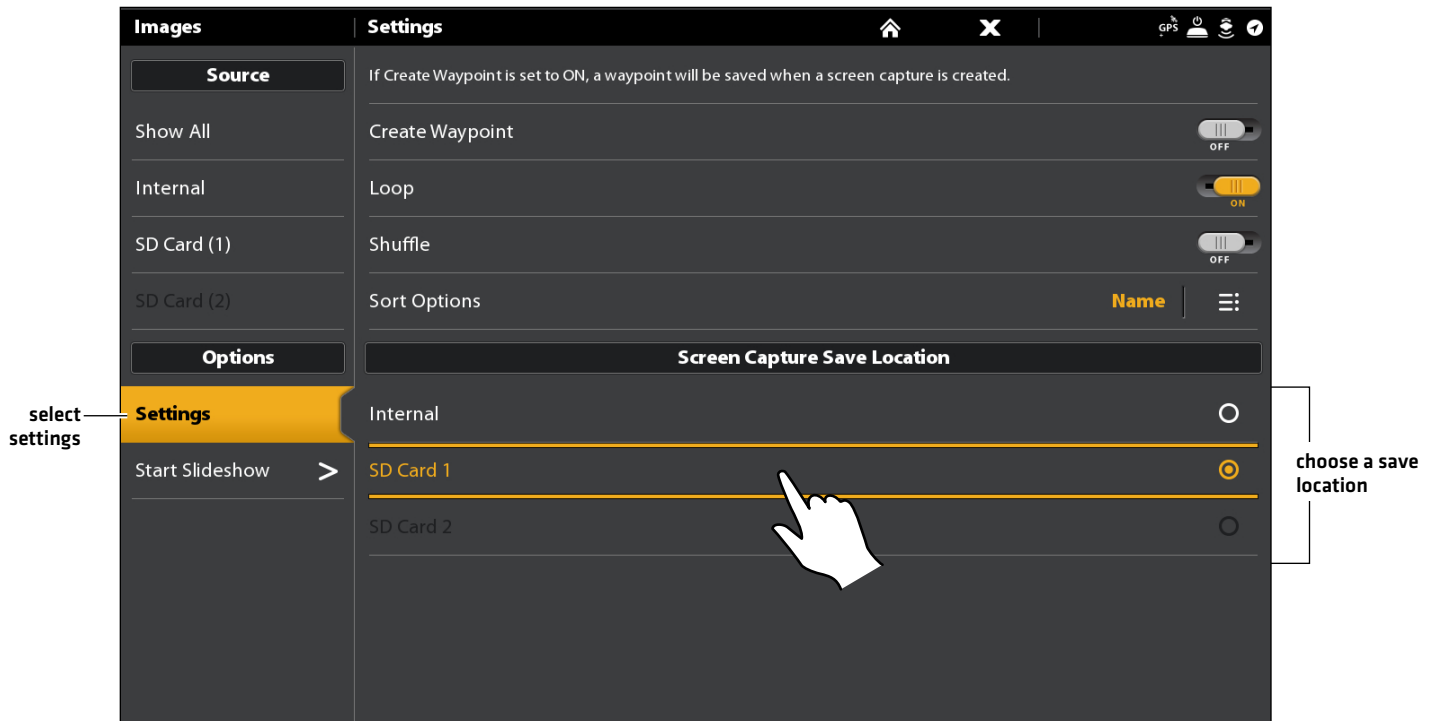 Images
Settings
GPS
Source
If Create Waypoint is set to ON, a waypoint will be saved when a screen capture is created.
Show All
Create Waypoint
OFF
Internal
Loop
ON
SD Card (1)
Shuffle
OFF
SD Card (2)
Sort Options
Name
Options
Screen Capture Save Location
select
settings
Settings
Internal
Start Slideshow
SD Card 1
SD Card 2
choose a save
location